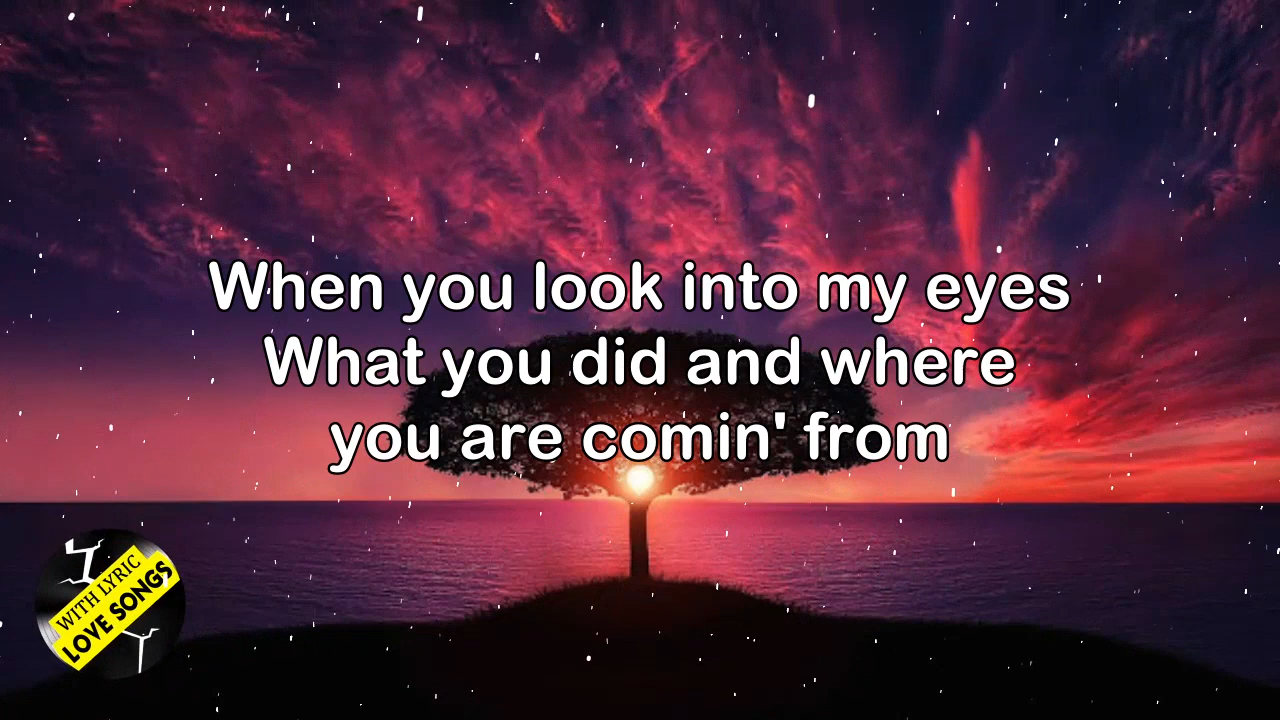 When you look into my eyes
What you did and where
you are comin' from
WITH LYRIC
LOVE SONGS